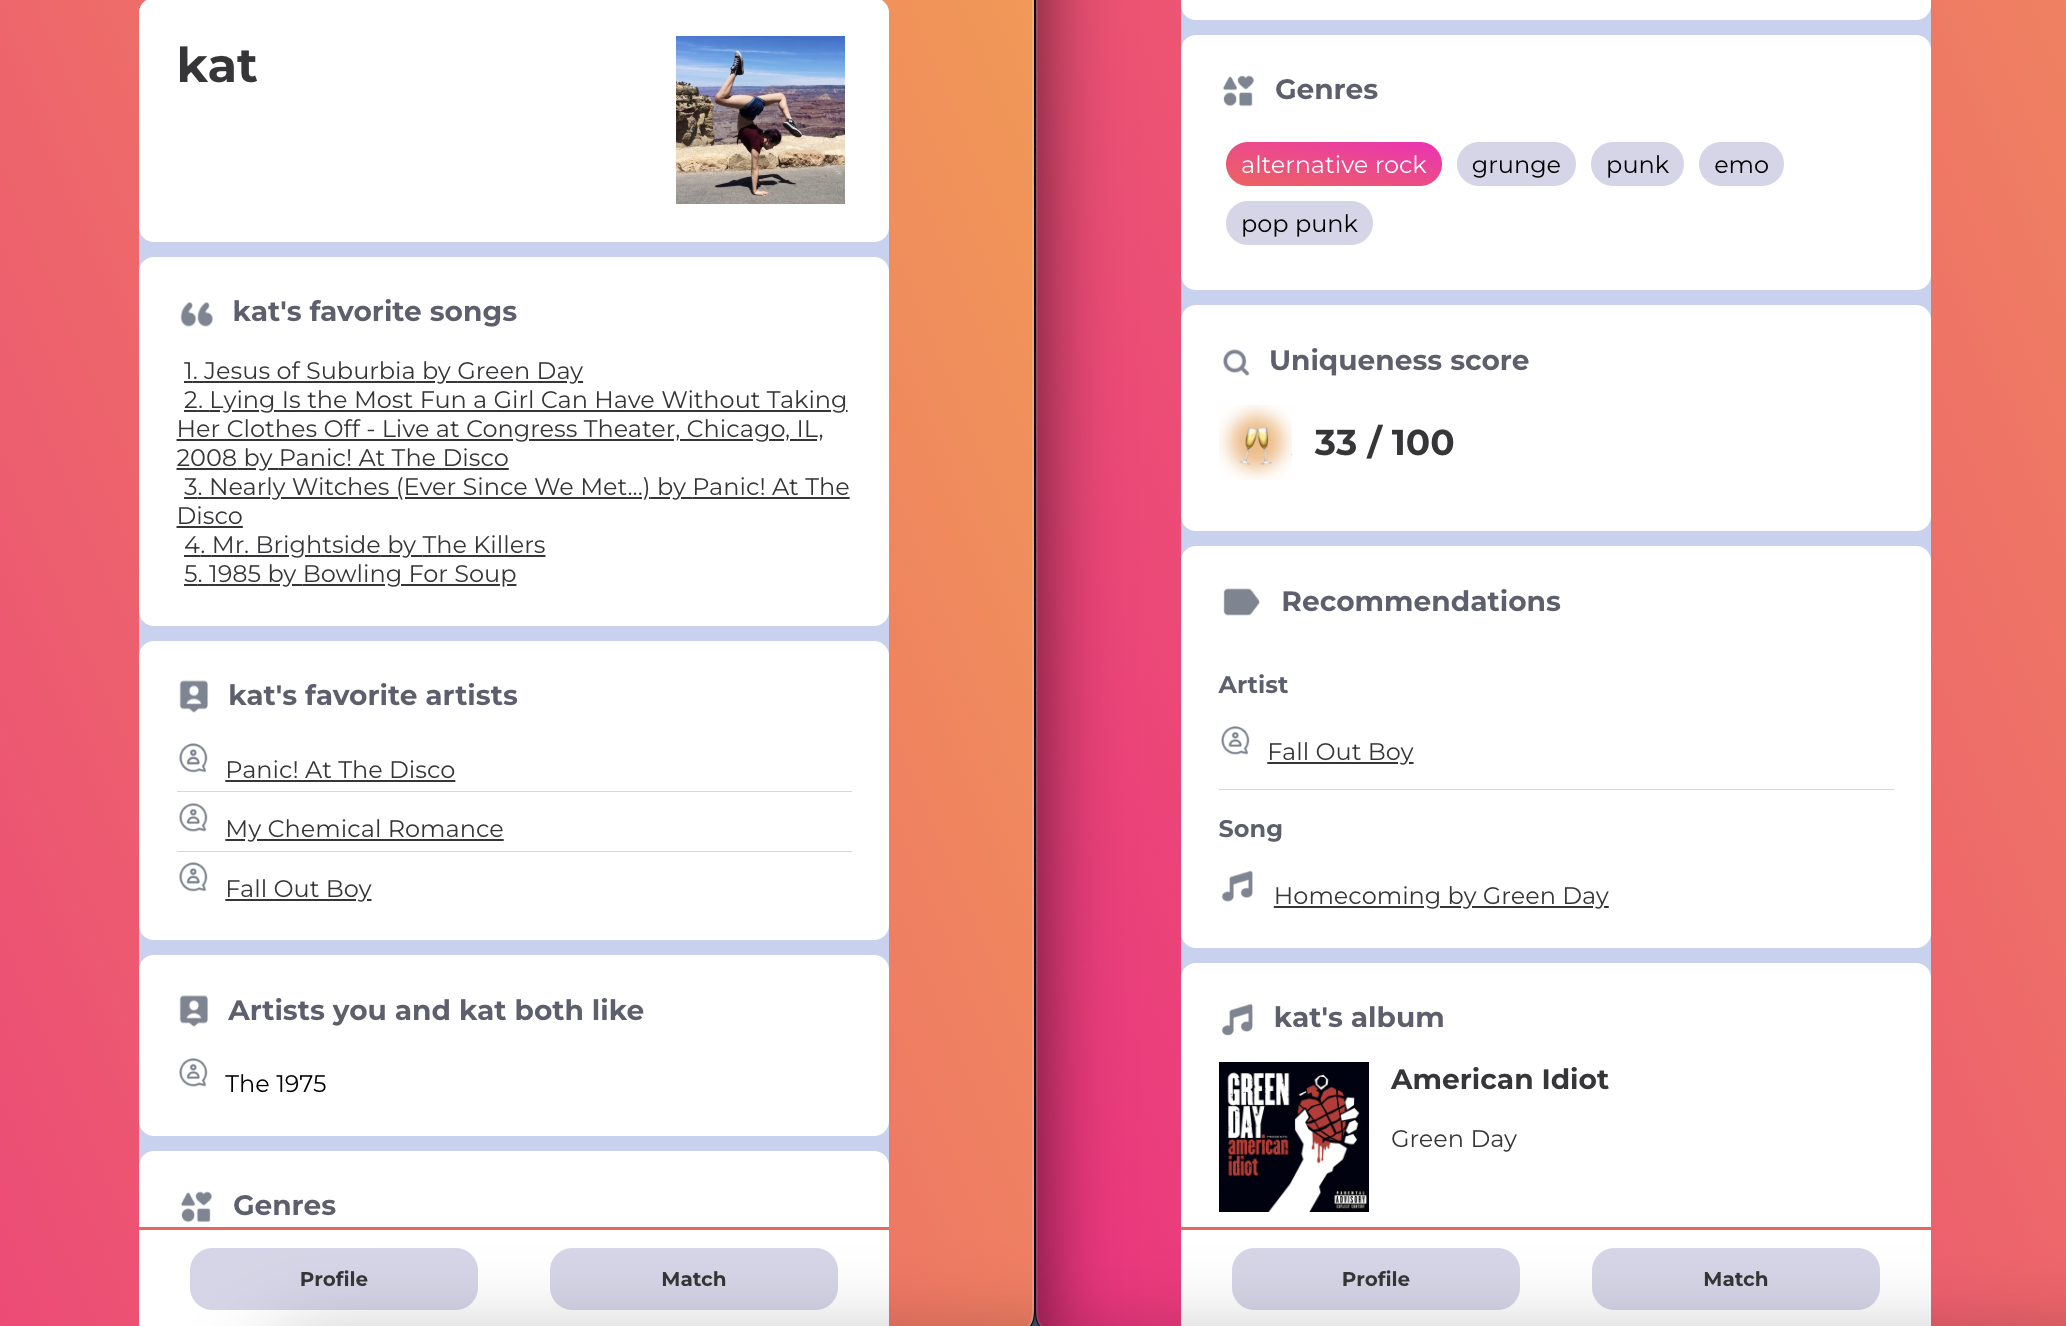 kat
kat's favorite songs
1. Jesus of Suburbia by Green Day
2. Lying Is the Most Fun a Girl Can Have Without Taking
Her Clothes Off - Live at Congress Theater, Chicago, IL,
2008 by Panic! At The Disco
3. Nearly Witches (Ever Since We Met...) by Panic! At The
Disco
4. Mr. Brightside by The Killers
5. 1985 by Bowling For Soup
kat's favorite artists
Panic! At The Disco
My Chemical Romance
Fall Out Boy
Artists you and kat both like
The 1975
Genres
Profile
Match
Genres
alternative rock
grunge
punk
emo
pop punk
Uniqueness score
33 / 100
Recommendations
Artist
Fall Out Boy
Song
Homecoming by Green Day
kat's album
GREEN
DAY
american
idiot
PARENTAL
ADVISORY
EXPLICIT CONTENT
American Idiot
Green Day
Profile
Match